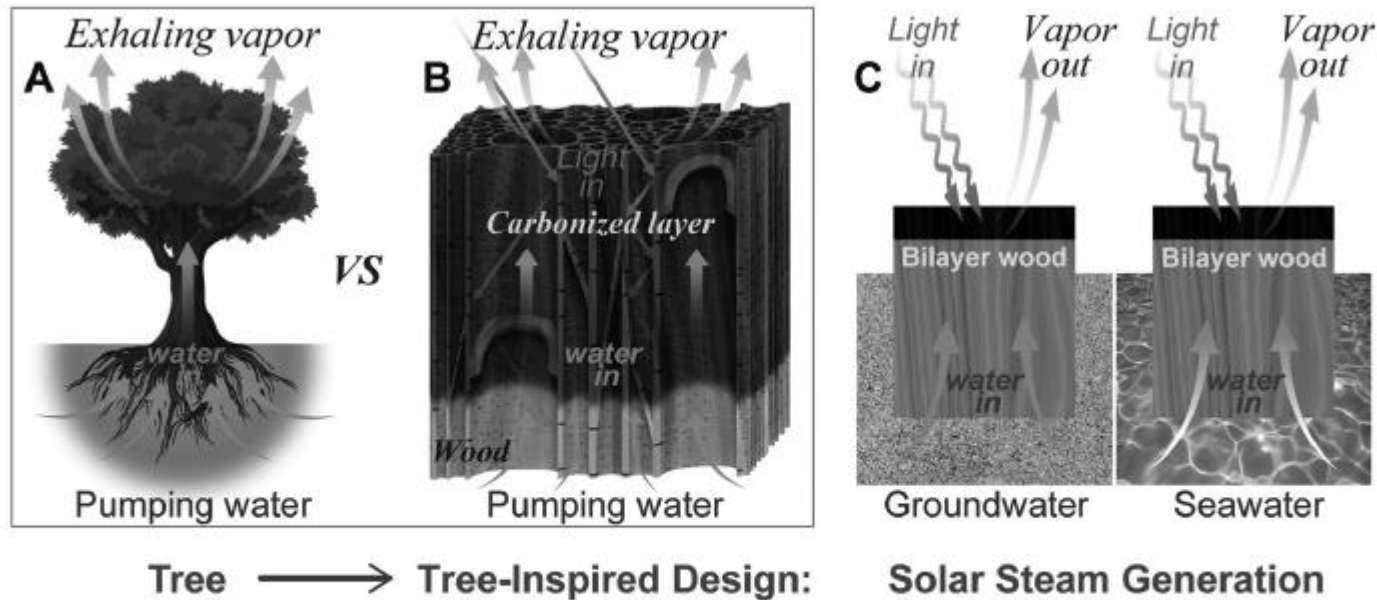 A
Exhaling vapor
water
Pumping water
VS
B
Exhaling vapor
Light
in
Carbonized layer
water
in
Wood
Pumping water
C
Light
in
Vapor
out
Bilayer wood
water
in
Groundwater
Light
in
Vapor
out
Bilayer wood
water
in
Seawater
Tree
Tree-Inspired Design:
Solar Steam Generation